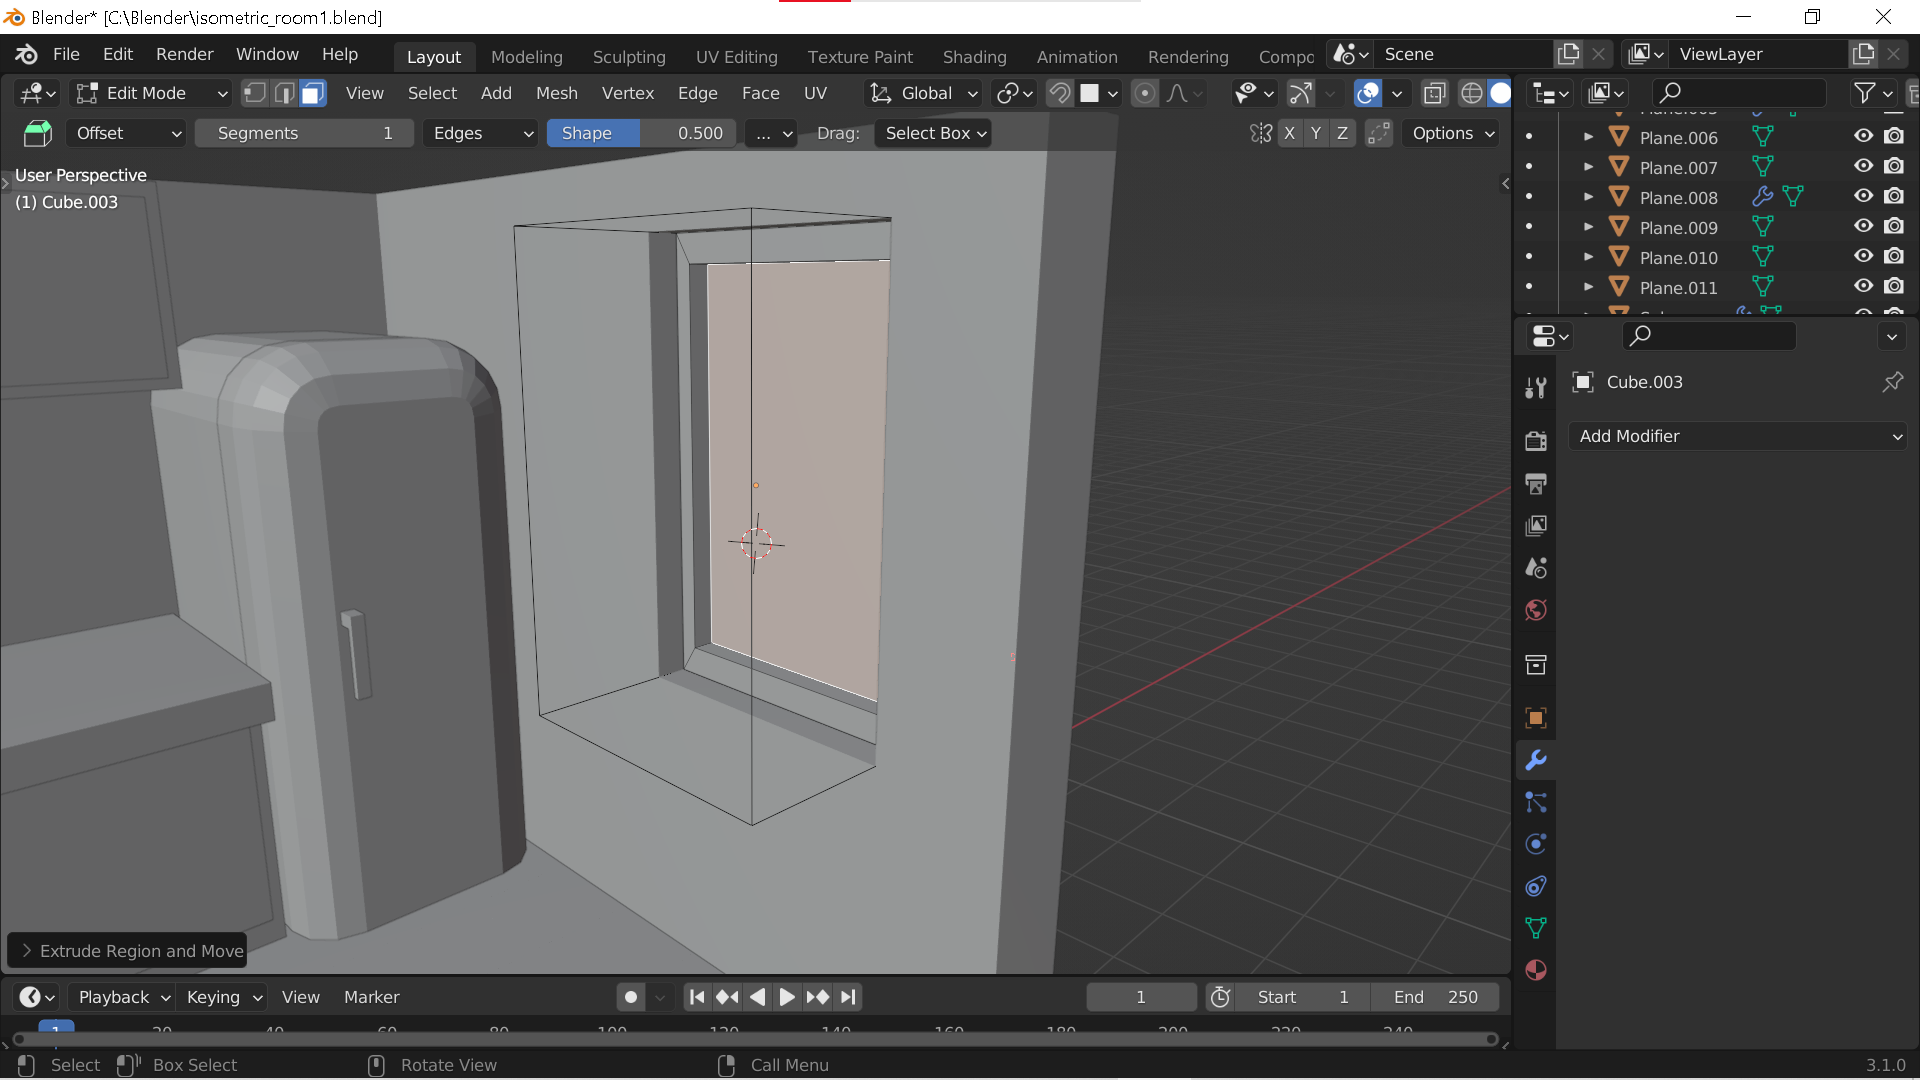 Blender* [C:\Blender\isometric_room1.blend]
File Edit Render Window Help Layout Modeling Sculpting UV Editing Texture Paint Shading Animation Rendering Compo Scene ViewLayer
Edit Mode View Select Add Mesh Vertex Edge Face UV Global
Offset Segments 1 Edges Shape 0.500 ... Drag: Select Box X Y Z Options
User Perspective
(1) Cube.003
Plane.006
Plane.007
Plane.008
Plane.009
Plane.010
Plane.011
Cube.003
Add Modifier
Extrude Region and Move
Playback Keying View Marker 1 Start 1 End 250
1 20 40 60 80 100 120 140 160 180 200 220 240
Select Box Select Rotate View Call Menu 3.1.0